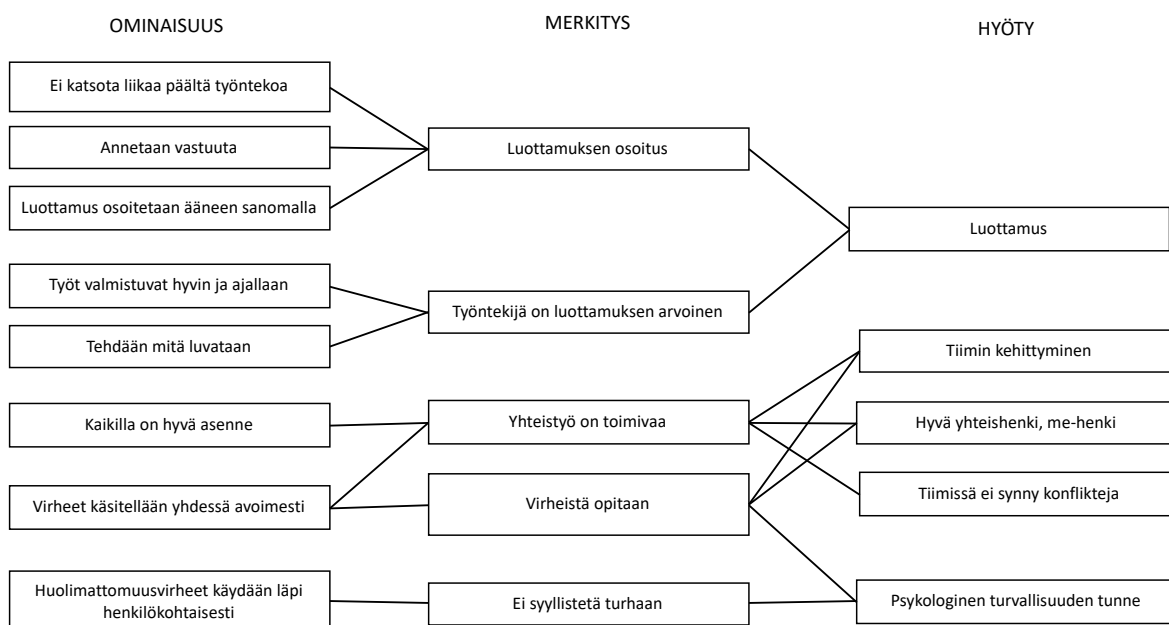 OMINAISUUS
MERKITYS
HYÖTY
Ei katsota liikaa päältä työntekoa
Annetaan vastuuta
Luottamus osoitetaan ääneen sanomalla
Työt valmistuvat hyvin ja ajallaan
Tehdään mitä luvataan
Kaikilla on hyvä asenne
Virheet käsitellään yhdessä avoimesti
Huolimattomuusvirheet käydään läpi
henkilökohtaisesti
Luottamuksen osoitus
Työntekijä on luottamuksen arvoinen
Yhteistyö on toimivaa
Virheistä opitaan
Ei syyllistetä turhaan
Luottamus
Tiimin kehittyminen
Hyvä yhteishenki, me-henki
Tiimissä ei synny konflikteja
Psykologinen turvallisuuden tunne